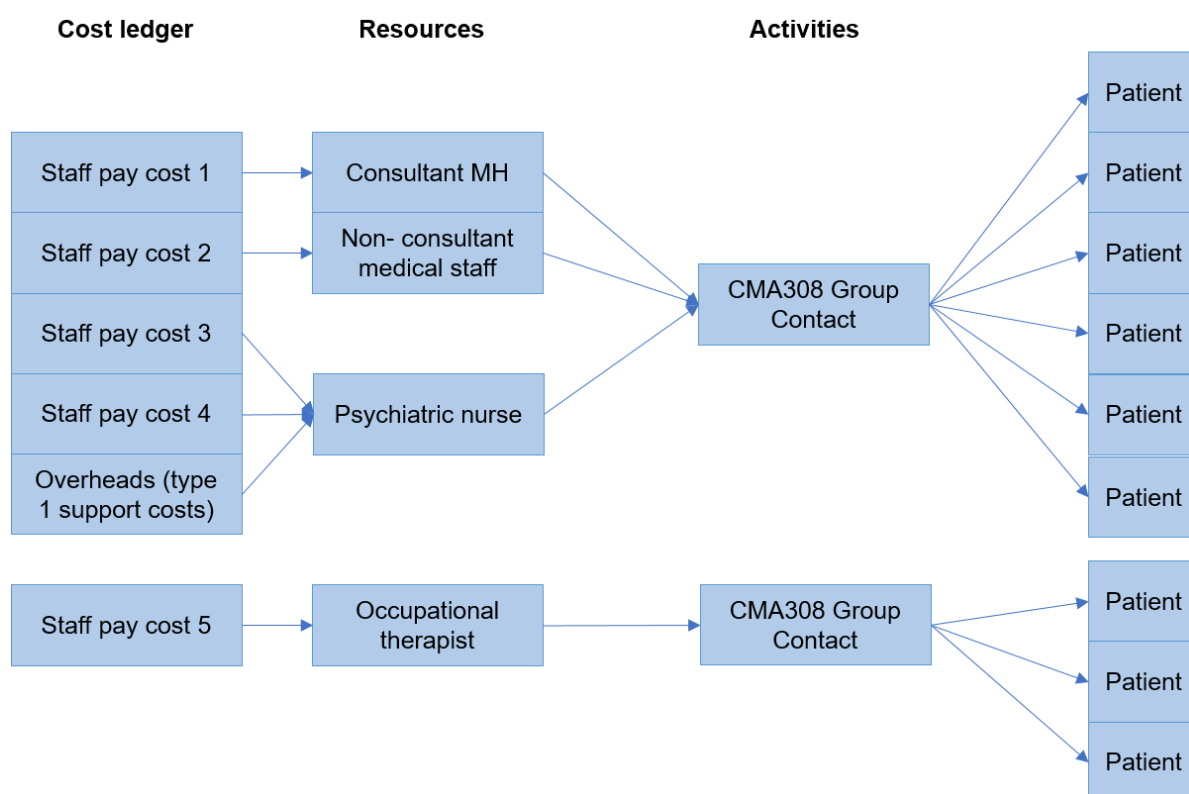 Cost ledger
Resources
Activities
Staff pay cost 1
Staff pay cost 2
Staff pay cost 3
Staff pay cost 4
Overheads (type
1 support costs)
Consultant MH
Non- consultant
medical staff
Psychiatric nurse
CMA308 Group
Contact
Patient
Patient
Patient
Patient
Patient
Patient
Staff pay cost 5
Occupational
therapist
CMA308 Group
Contact
Patient
Patient
Patient